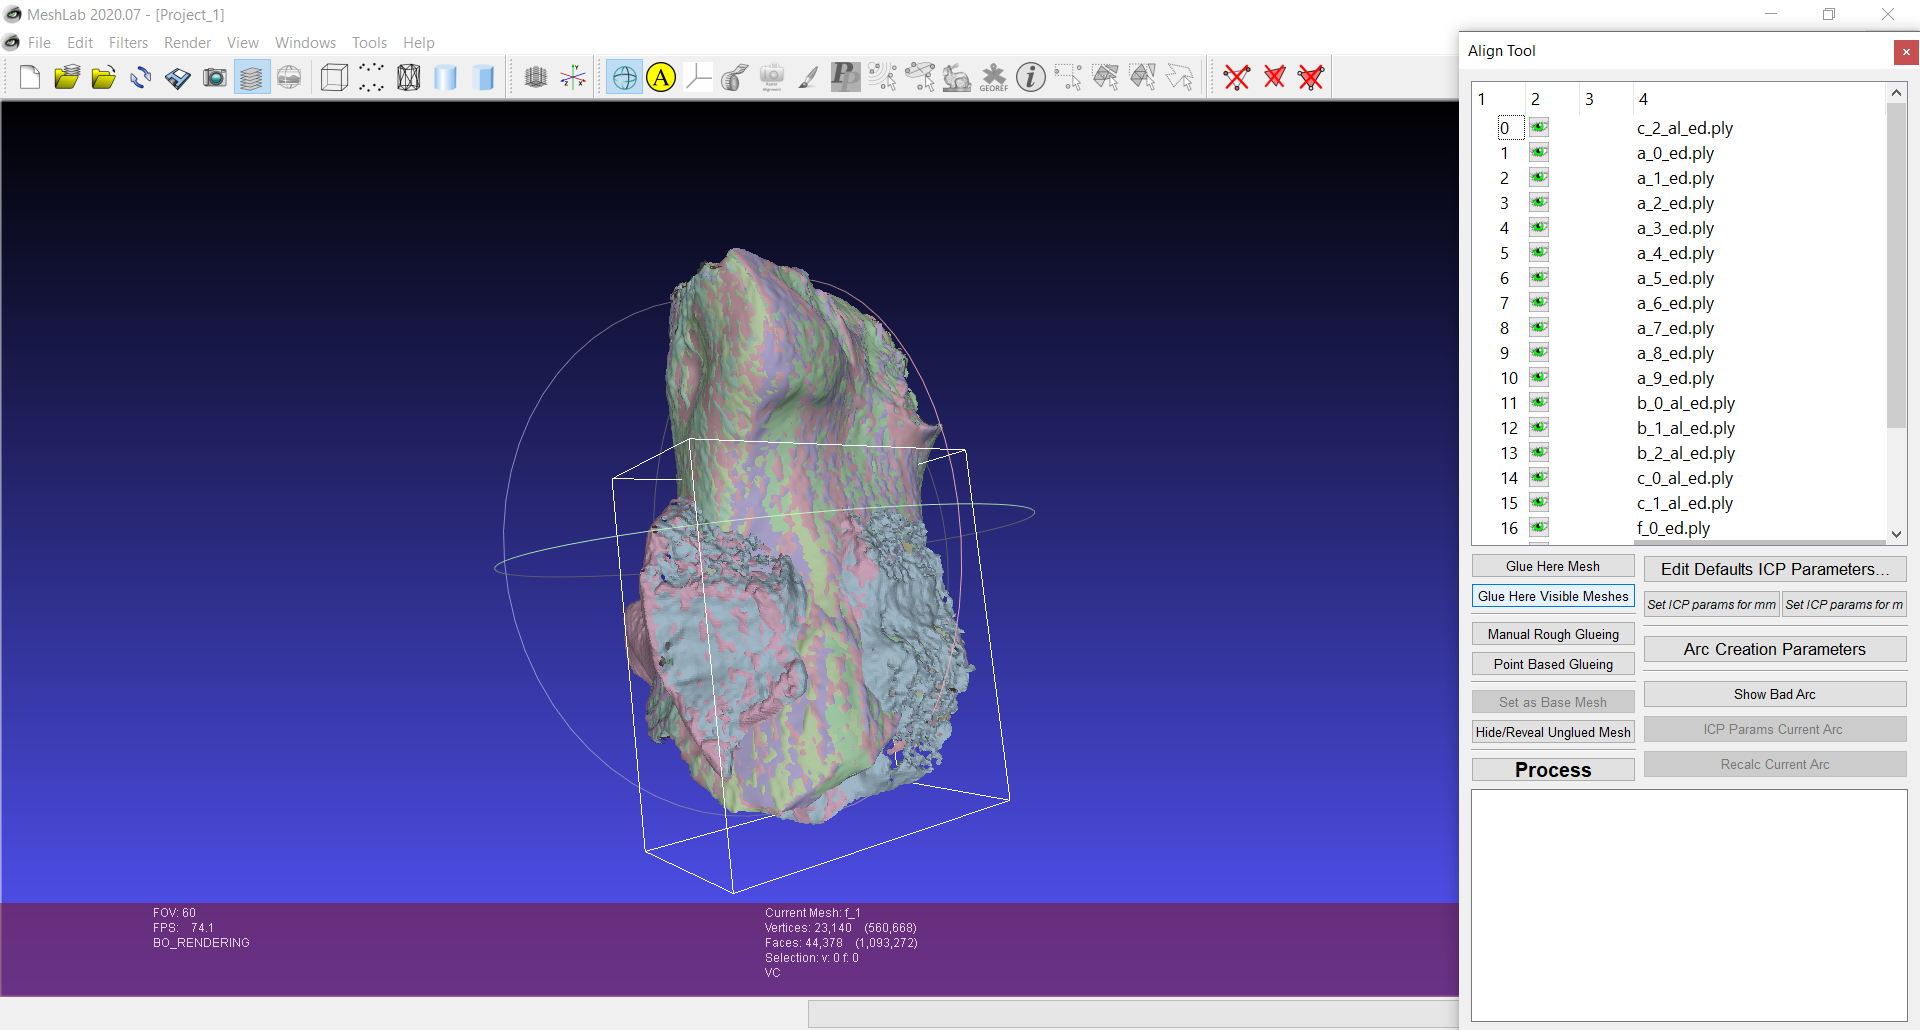 MeshLab 2020.07 - [Project_1]
File Edit Filters Render View Windows Tools Help
A
GEOREF
i
Align Tool
1 2 3 4
0 c_2_al_ed.ply
1 a_0_ed.ply
2 a_1_ed.ply
3 a_2_ed.ply
4 a_3_ed.ply
5 a_4_ed.ply
6 a_5_ed.ply
7 a_6_ed.ply
8 a_7_ed.ply
9 a_8_ed.ply
10 a_9_ed.ply
11 b_0_al_ed.ply
12 b_1_al_ed.ply
13 b_2_al_ed.ply
14 c_0_al_ed.ply
15 c_1_al_ed.ply
16 f_0_ed.ply
Glue Here Mesh
Glue Here Visible Meshes
Manual Rough Glueing
Point Based Glueing
Set as Base Mesh
Hide/Reveal Unglued Mesh
Process
Edit Defaults ICP Parameters...
Set ICP params for mm Set ICP params for m
Arc Creation Parameters
Show Bad Arc
ICP Params Current Arc
Recalc Current Arc
FOV: 60
FPS: 74.1
BO_RENDERING
Current Mesh: f_1
Vertices: 23,140 (560,668)
Faces: 44,378 (1,093,272)
Selection: v: 0 f: 0
VC